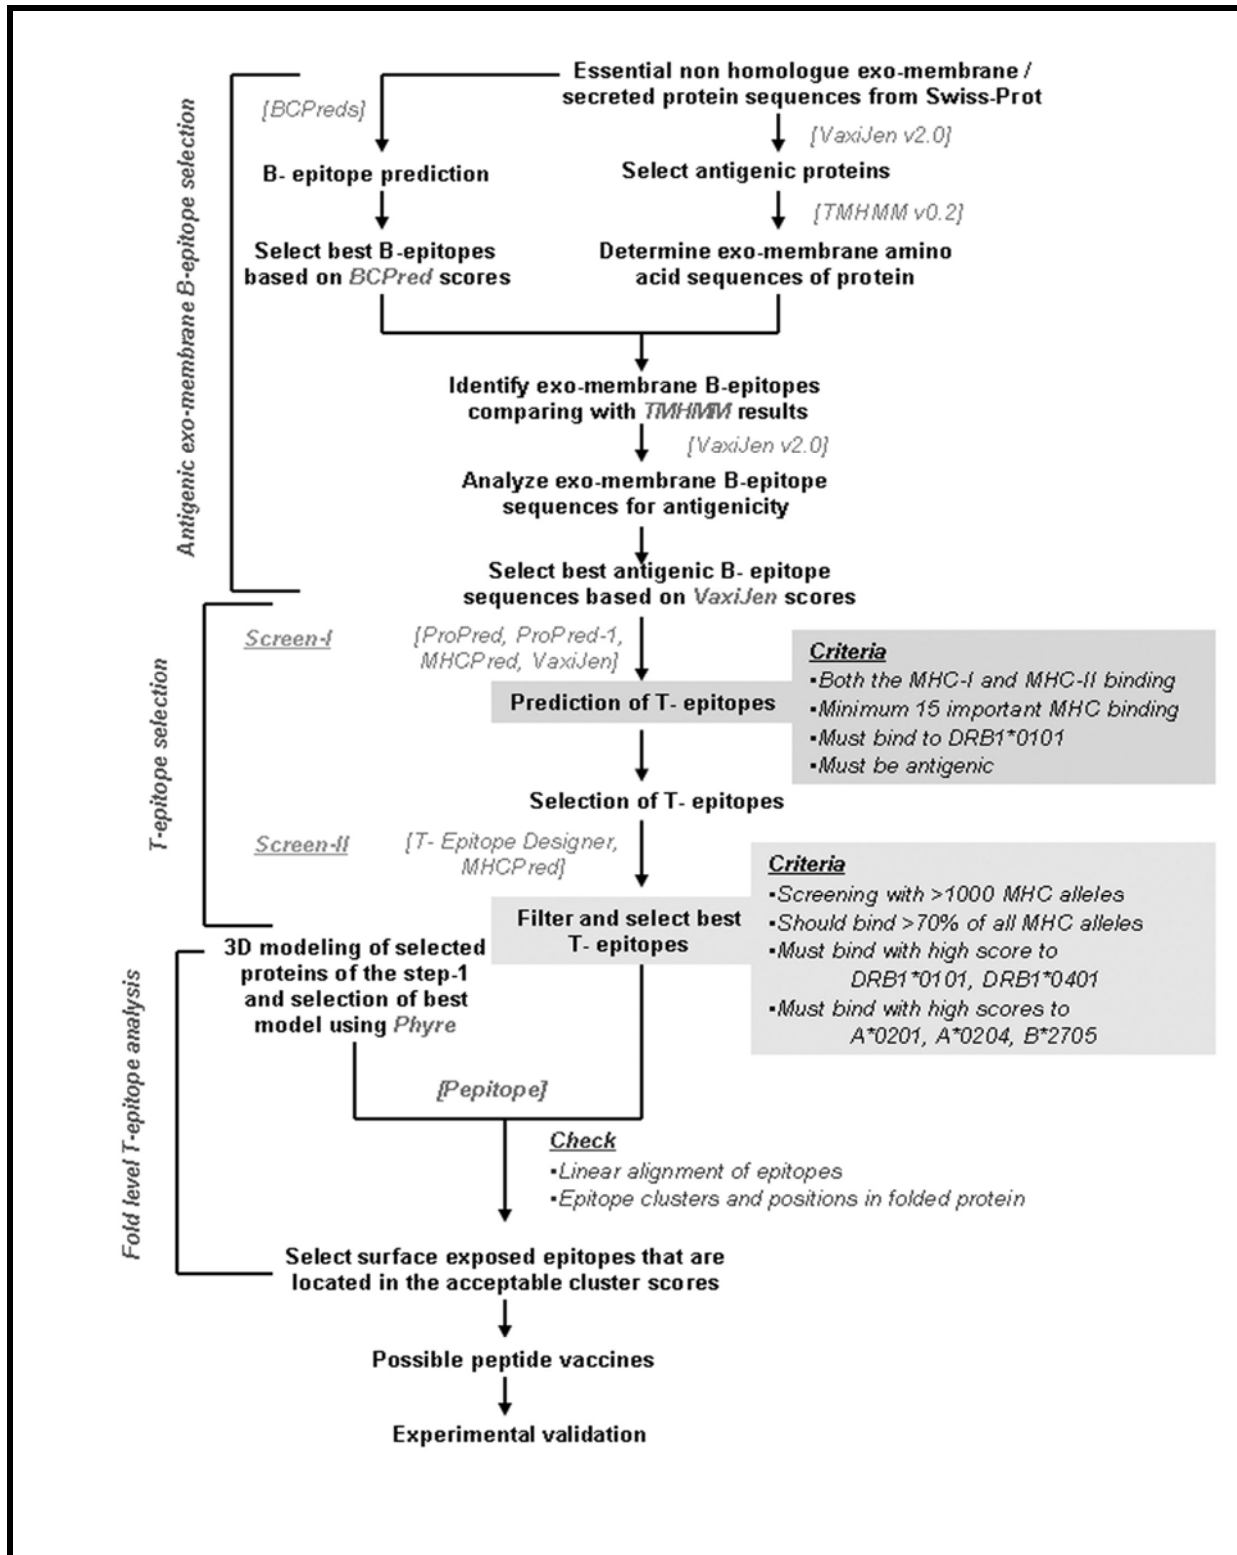 Essential non homologue exo-membrane /
secreted protein sequences from Swiss-Prot
[BCPreds]
[VaxiJen v2.0]
B- epitope prediction
Select antigenic proteins
[TMHMM v0.2]
Select best B-epitopes
based on BCPred scores
Determine exo-membrane amino
acid sequences of protein
Antigenic exo-membrane B-epitope selection
Identify exo-membrane B-epitopes
comparing with TMHMM results
[VaxiJen v2.0]
Analyze exo-membrane B-epitope
sequences for antigenicity
Select best antigenic B- epitope
sequences based on VaxiJen scores
T-epitope selection
Screen-I
[ProPred, ProPred-1,
MHCPred, VaxiJen]
Prediction of T- epitopes
Criteria
▪Both the MHC-I and MHC-II binding
▪Minimum 15 important MHC binding
▪Must bind to DRB1*0101
▪Must be antigenic
Selection of T- epitopes
Screen-II
[T- Epitope Designer,
MHCPred]
Filter and select best
T- epitopes
Criteria
▪Screening with >1000 MHC alleles
▪Should bind >70% of all MHC alleles
▪Must bind with high score to
DRB1*0101, DRB1*0401
▪Must bind with high scores to
A*0201, A*0204, B*2705
Fold level T-epitope analysis
3D modeling of selected
proteins of the step-1
and selection of best
model using Phyre
[Pepitope]
Check
▪Linear alignment of epitopes
▪Epitope clusters and positions in folded protein
Select surface exposed epitopes that are
located in the acceptable cluster scores
Possible peptide vaccines
Experimental validation